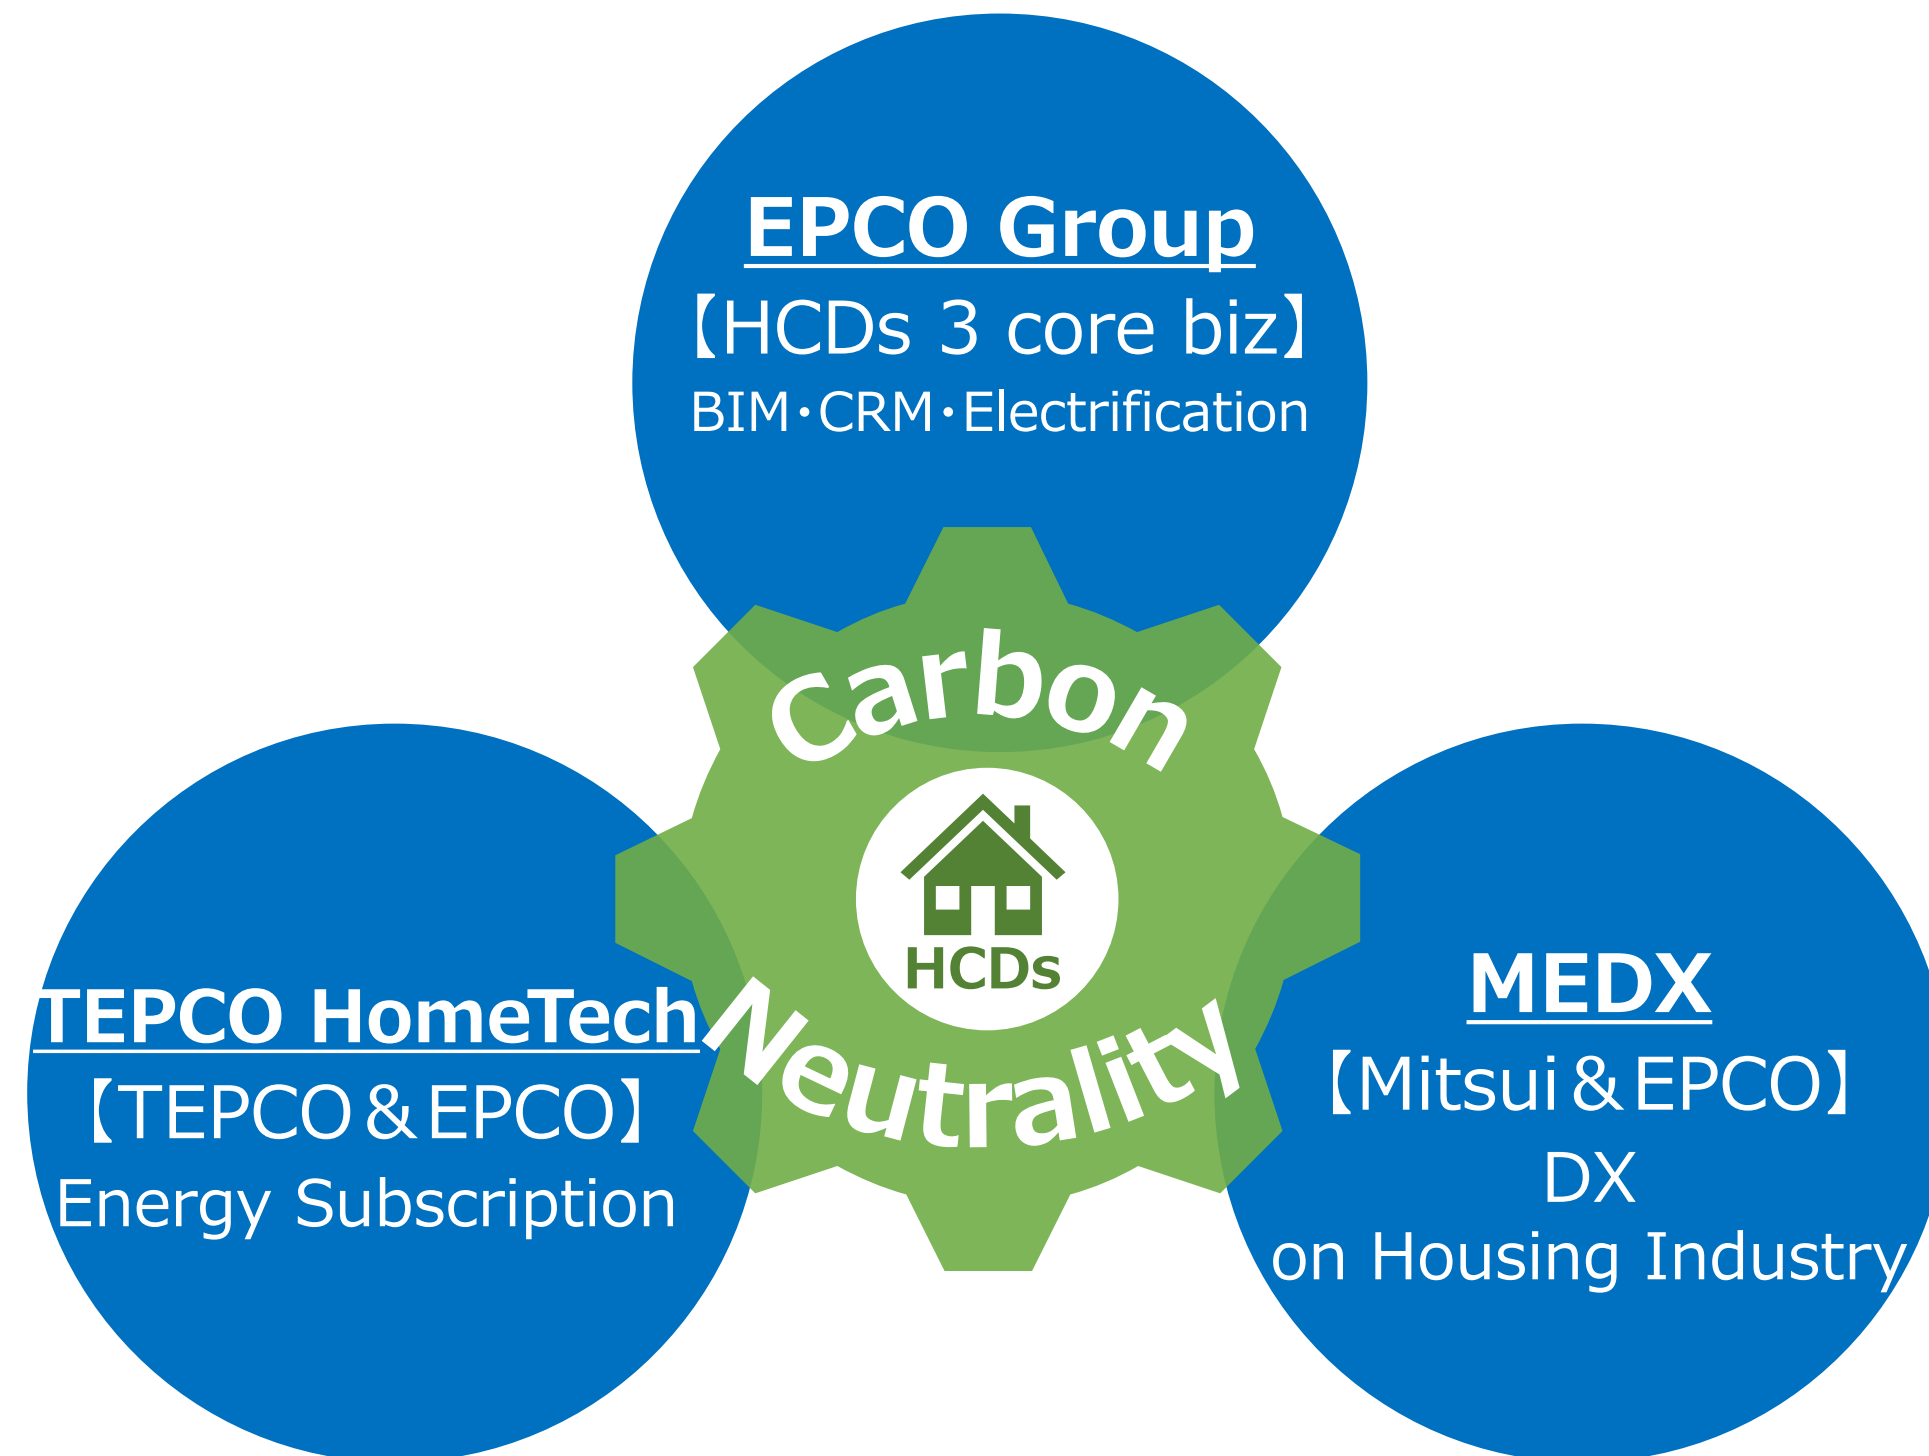 EPCO Group
【HCDs 3 core biz】
BIM・CRM・Electrification
Carbon
HCDs
Neutrality
TEPCO HomeTech
【TEPCO＆EPCO】
Energy Subscription
MEDX
【Mitsui＆EPCO】
DX
on Housing Industry